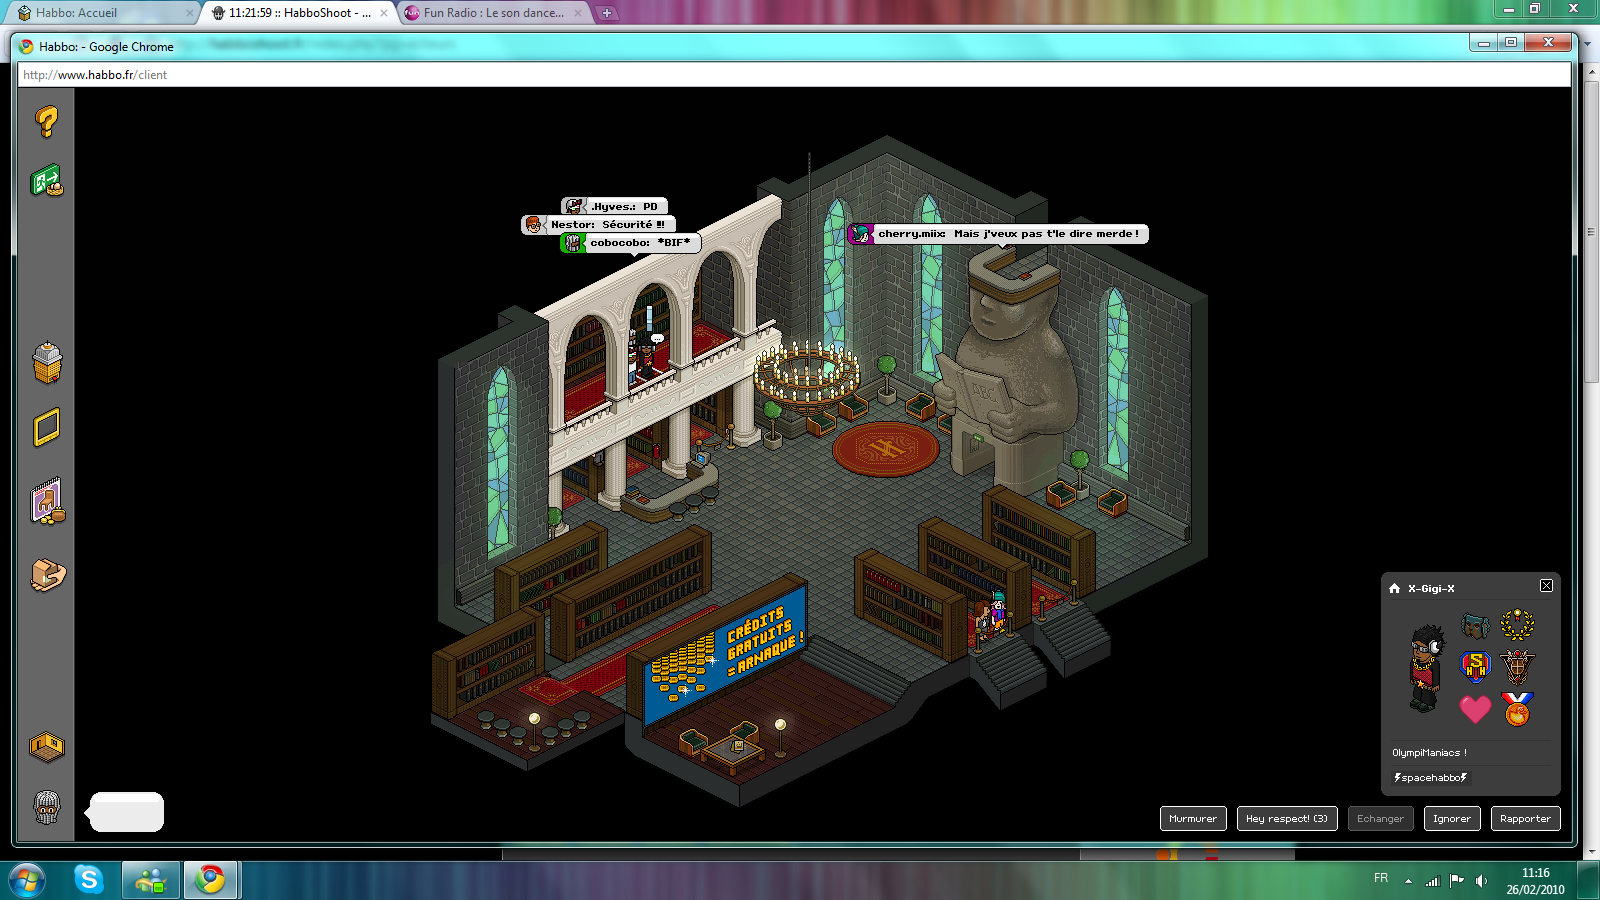 Habbo: Accueil
11:21:59 :: HabboShoot - ...
Fun Radio : Le son dance...
Habbo: - Google Chrome
http://www.habbo.fr/client
.Hyves.: PD
Nestor: Sécurité !!!
cobocobo: *BIF*
cherry.miix: Mais j'veux pas t'le dire merde !
ABC
CRÉDITS
GRATUITS
=ARNAQUE !
X-Gigi-X
OlympiManiacs !
spacehabbo
Murmurer
Hey respect! (3)
Echanger
Ignorer
Rapporter
FR
11:16
26/02/2010